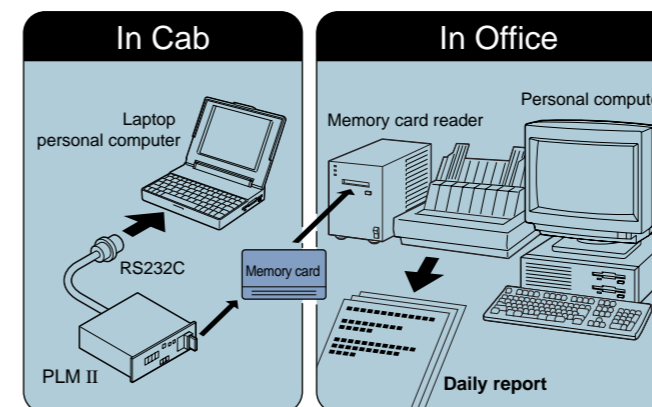 In Cab
Laptop
personal computer
RS232C
Memory card
PLM II
In Office
Memory card reader
Personal compute
Daily report